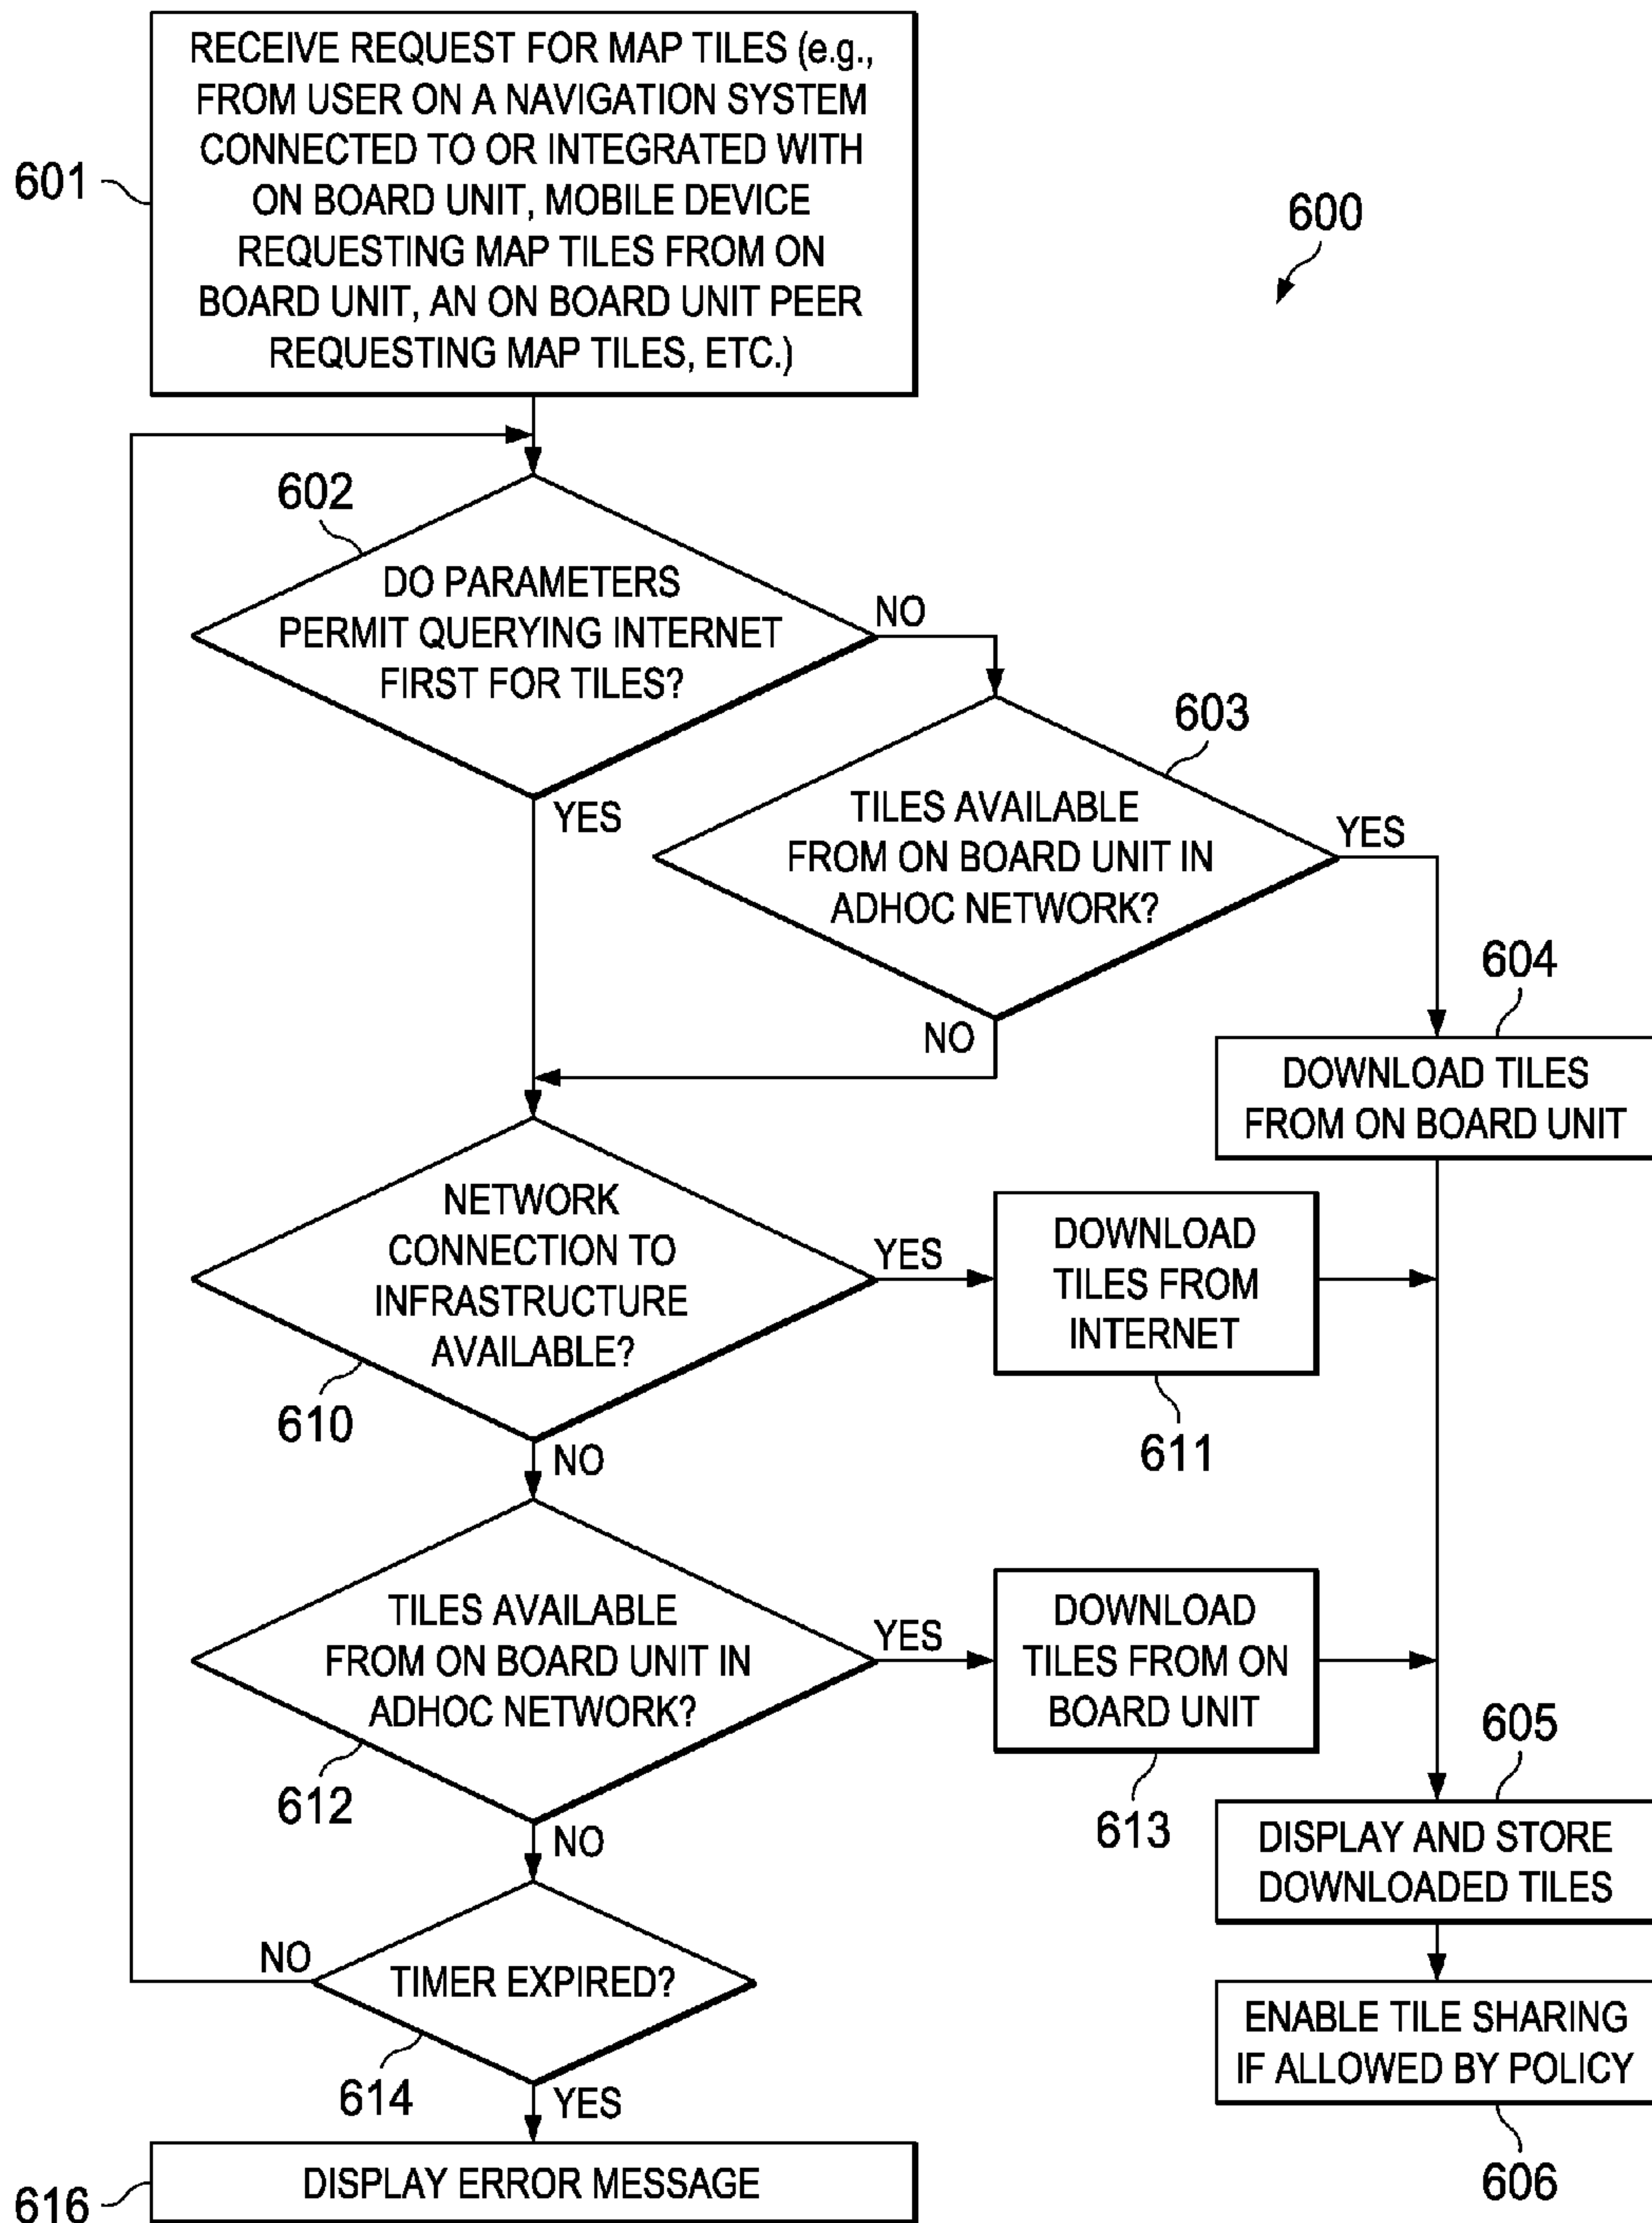 RECEIVE REQUEST FOR MAP TILES (e.g.,
FROM USER ON A NAVIGATION SYSTEM
CONNECTED TO OR INTEGRATED WITH
ON BOARD UNIT, MOBILE DEVICE
REQUESTING MAP TILES FROM ON
BOARD UNIT, AN ON BOARD UNIT PEER
REQUESTING MAP TILES, ETC.)
601
600
602
DO PARAMETERS
PERMIT QUERYING INTERNET
FIRST FOR TILES?
NO
YES
603
TILES AVAILABLE
FROM ON BOARD UNIT IN
ADHOC NETWORK?
YES
NO
604
DOWNLOAD TILES
FROM ON BOARD UNIT
NETWORK
CONNECTION TO
INFRASTRUCTURE
AVAILABLE?
610
YES
NO
DOWNLOAD
TILES FROM
INTERNET
611
TILES AVAILABLE
FROM ON BOARD UNIT IN
ADHOC NETWORK?
612
YES
NO
DOWNLOAD
TILES FROM ON
BOARD UNIT
613
605
DISPLAY AND STORE
DOWNLOADED TILES
NO
TIMER EXPIRED?
614
YES
ENABLE TILE SHARING
IF ALLOWED BY POLICY
606
DISPLAY ERROR MESSAGE
616